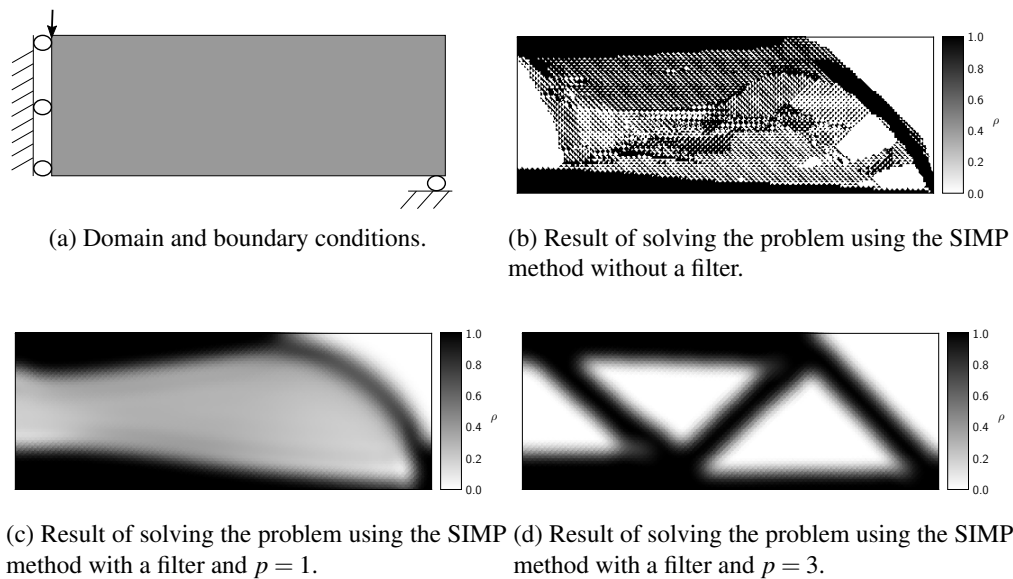 1.0
0.8
0.6
ρ
0.4
0.2
0.0
(a) Domain and boundary conditions.
(b) Result of solving the problem using the SIMP
method without a filter.
1.0
0.8
0.6
ρ
0.4
0.2
0.0
1.0
0.8
0.6
ρ
0.4
0.2
0.0
(c) Result of solving the problem using the SIMP
method with a filter and p = 1.
(d) Result of solving the problem using the SIMP
method with a filter and p = 3.